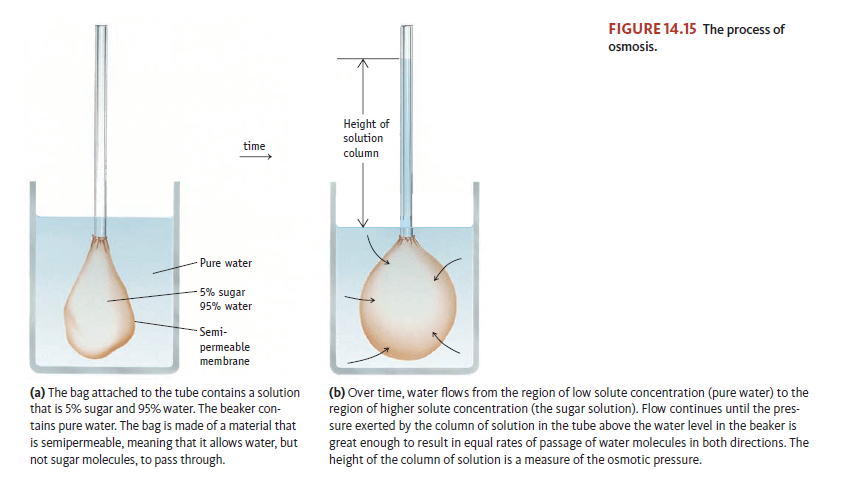 FIGURE 14.15 The process of
osmosis.
time
Height of
solution
column
Pure water
5% sugar
95% water
Semi-
permeable
membrane
(a) The bag attached to the tube contains a solution
that is 5% sugar and 95% water. The beaker con-
tains pure water. The bag is made of a material that
is semipermeable, meaning that it allows water, but
not sugar molecules, to pass through.
(b) Over time, water flows from the region of low solute concentration (pure water) to the
region of higher solute concentration (the sugar solution). Flow continues until the pres-
sure exerted by the column of solution in the tube above the water level in the beaker is
great enough to result in equal rates of passage of water molecules in both directions. The
height of the column of solution is a measure of the osmotic pressure.